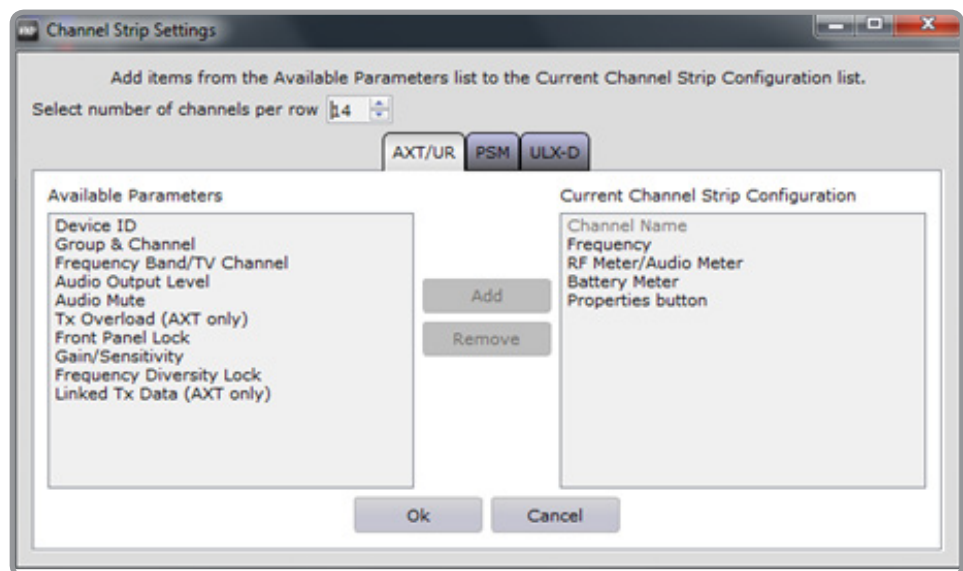 Channel Strip Settings
Add items from the Available Parameters list to the Current Channel Strip Configuration list.
Select number of channels per row 14
AXT/UR PSM ULX-D
Available Parameters
Device ID
Group & Channel
Frequency Band/TV Channel
Audio Output Level
Audio Mute
Tx Overload (AXT only)
Front Panel Lock
Gain/Sensitivity
Frequency Diversity Lock
Linked Tx Data (AXT only)
Add
Remove
Current Channel Strip Configuration
Channel Name
Frequency
RF Meter/Audio Meter
Battery Meter
Properties button
Ok Cancel